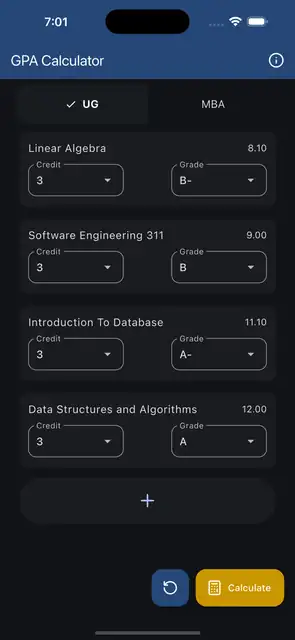 7:01
GPA Calculator
UG MBA
Linear Algebra 8.10
Credit Grade
3 B-
Software Engineering 311 9.00
Credit Grade
3 B
Introduction To Database 11.10
Credit Grade
3 A-
Data Structures and Algorithms 12.00
Credit Grade
3 A
Calculate